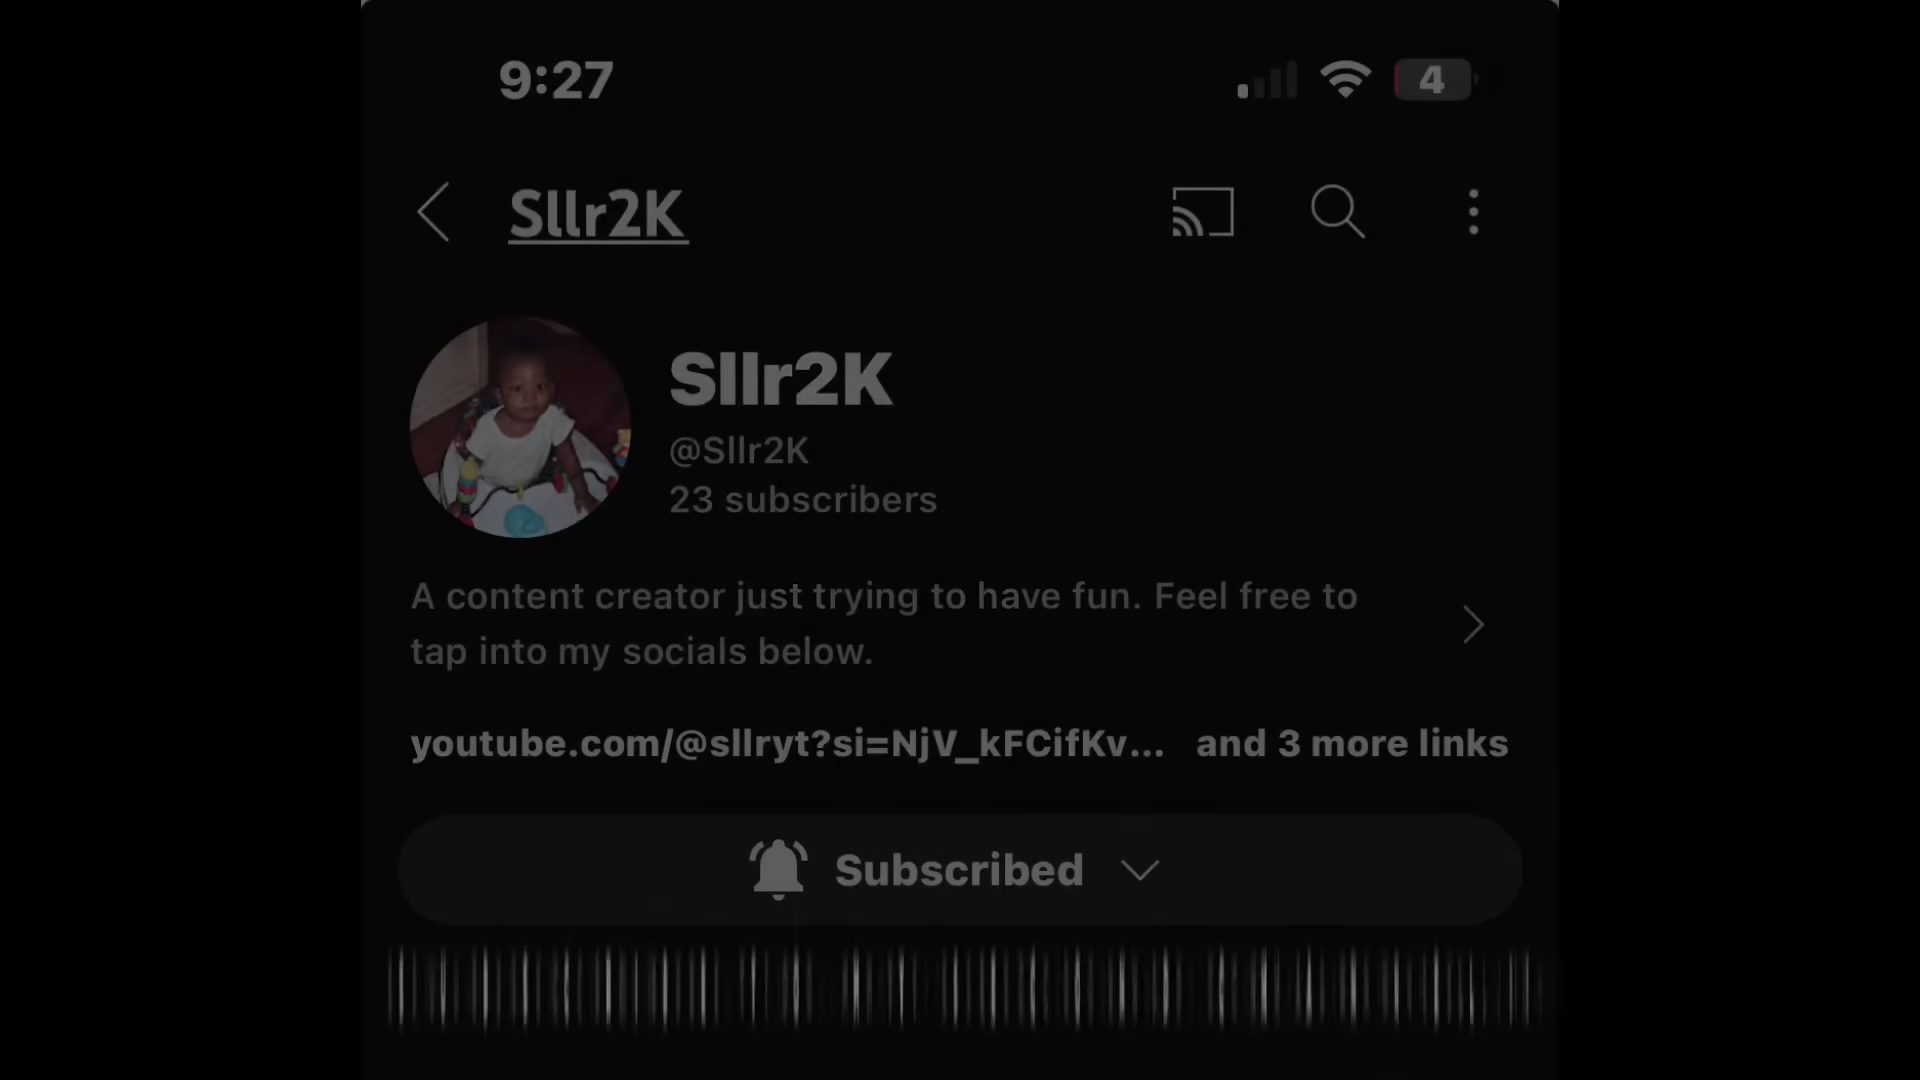 9:27
4
Sllr2K
Sllr2K
@Sllr2K
23 subscribers
A content creator just trying to have fun. Feel free to
tap into my socials below.
youtube.com/@sllryt?si=NjV_kFCifKv... and 3 more links
Subscribed